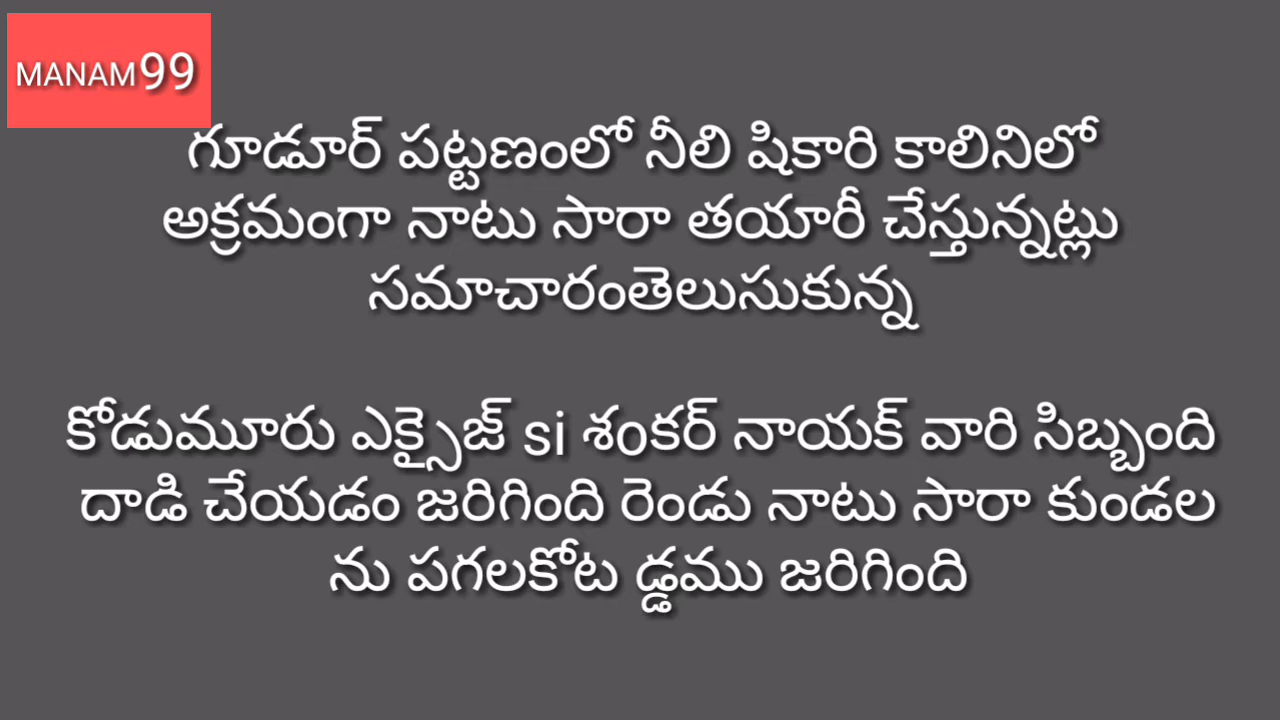 MANAM99
గూడూర్ పట్టణంలో నీలి షికారి కాలినిలో
అక్రమంగా నాటు సారా తయారీ చేస్తున్నట్లు
సమాచారంతెలుసుకున్న
కోడుమూరు ఎక్సైజ్ si శంకర్ నాయక్ వారి సిబ్బంది
దాడి చేయడం జరిగింది రెండు నాటు సారా కుండల
ను పగలకోట డ్డము జరిగింది